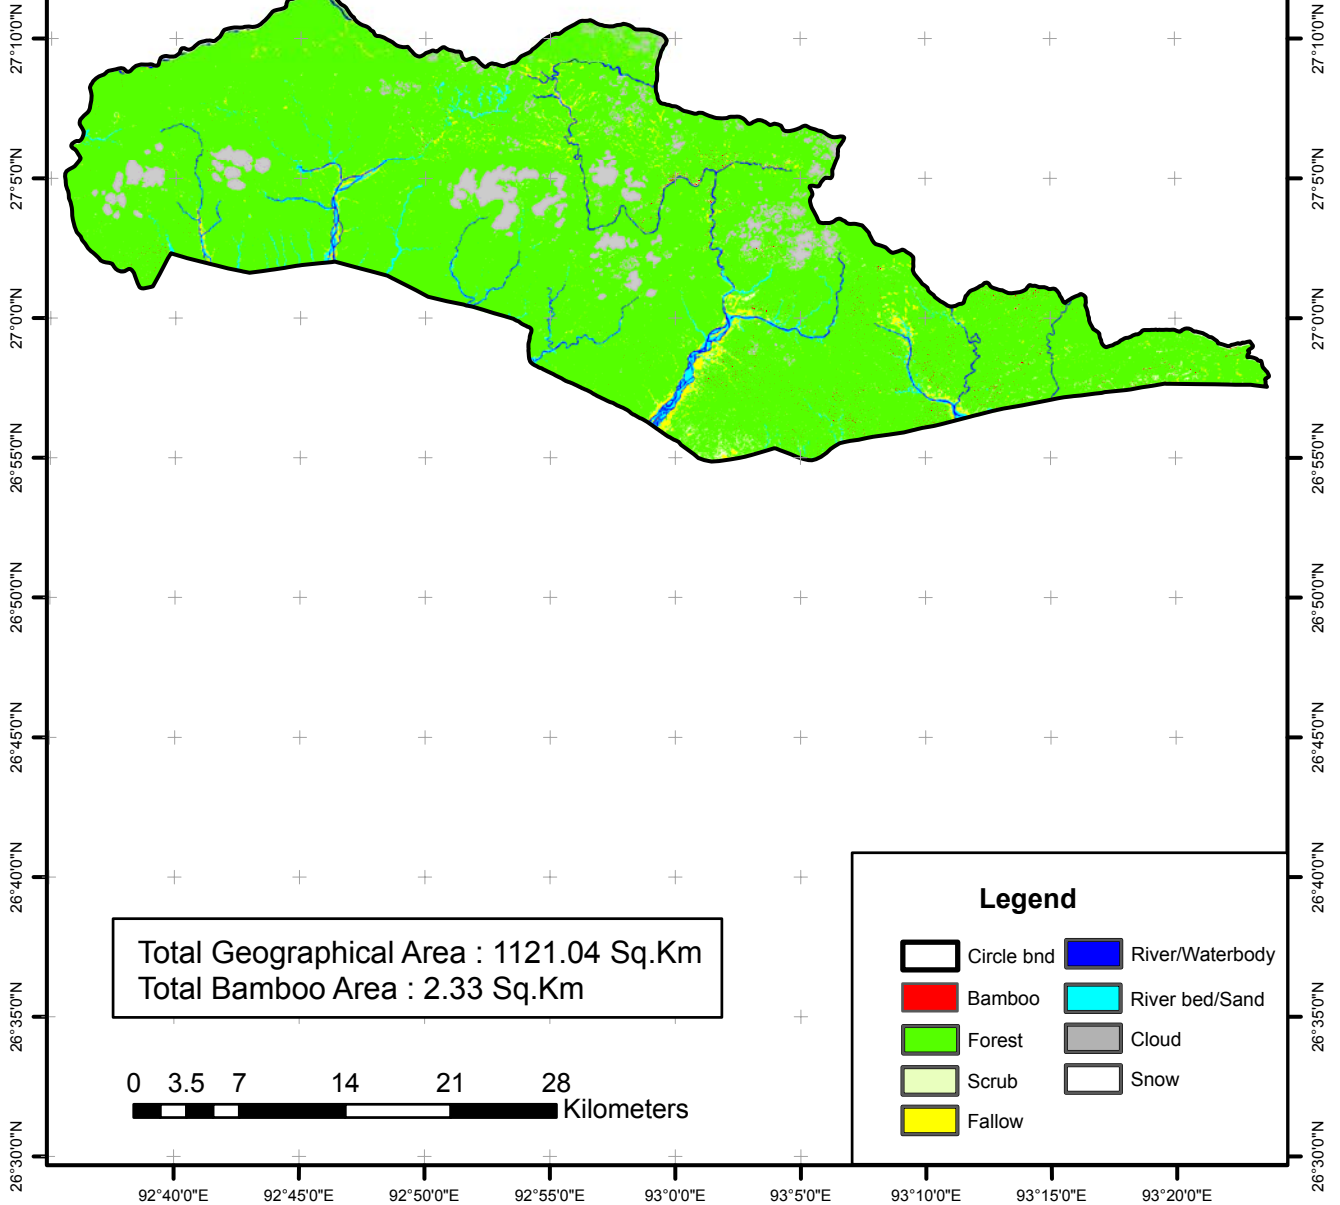 27°10'0"N
27°10'0"N
27°5'0"N
27°5'0"N
27°0'0"N
27°0'0"N
26°55'0"N
26°55'0"N
26°50'0"N
26°50'0"N
26°45'0"N
26°45'0"N
26°40'0"N
26°40'0"N
26°35'0"N
26°35'0"N
26°30'0"N
26°30'0"N
Total Geographical Area : 1121.04 Sq.Km
Total Bamboo Area : 2.33 Sq.Km
0 3.5 7 14 21 28
Kilometers
Legend
Circle bnd
Bamboo
Forest
Scrub
Fallow
River/Waterbody
River bed/Sand
Cloud
Snow
92°40'0"E 92°45'0"E 92°50'0"E 92°55'0"E 93°0'0"E 93°5'0"E 93°10'0"E 93°15'0"E 93°20'0"E